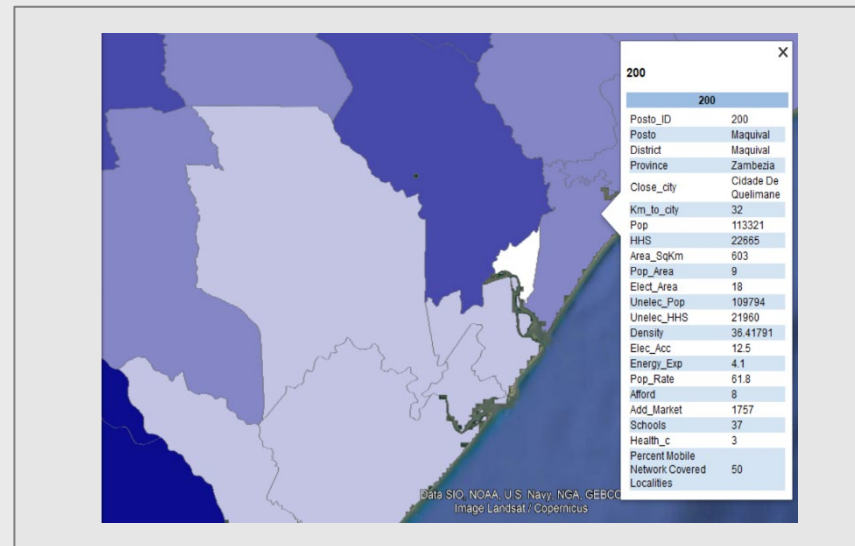 200
200
Posto_ID 200
Posto Maquival
District Maquival
Province Zambezia
Close_city Cidade De
Quelimane
Km_to_city 32
Pop 113321
HHS 22665
Area_SqKm 603
Pop_Area 9
Elect_Area 18
Unelec_Pop 109794
Unelec_HHS 21960
Density 36.41791
Elec_Acc 12.5
Energy_Exp 4.1
Pop_Rate 61.8
Afford 8
Add_Market 1757
Schools 37
Health_c 3
Percent Mobile
Network Covered 50
Localities
Data SIO, NOAA, U.S. Navy, NGA, GEBCO
Image Landsat / Copernicus